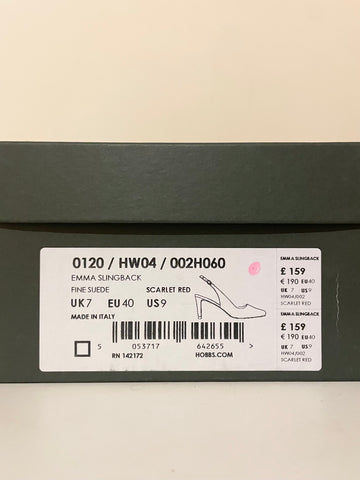 0120 / HW04 / 002H060
EMMA SLINGBACK
FINE SUEDE SCARLET RED
UK 7 EU 40 US 9
MADE IN ITALY
5 053717 642655 >
RN 142172 HOBBS.COM
EMMA SLINGBACK
£ 159
€ 190 EU 40
UK 7 US 9
HW04/002
SCARLET RED
EMMA SLINGBACK
£ 159
€ 190 EU 40
UK 7 US 9
HW04/002
SCARLET RED